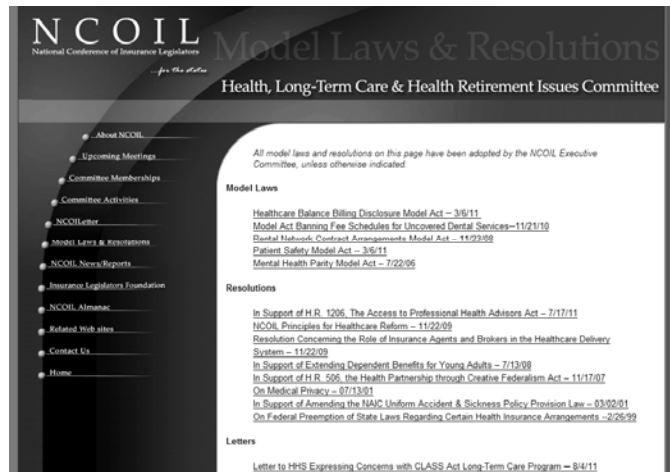 NCOIL
National Conference of Insurance Legislators
...for the states
Model Laws & Resolutions
Health, Long-Term Care & Health Retirement Issues Committee
About NCOIL
Upcoming Meetings
Committee Memberships
Committee Activities
NCOILetter
Model Laws & Resolutions
NCOIL News/Reports
Insurance Legislators Foundation
NCOIL Almanac
Related Web sites
Contact Us
Home
All model laws and resolutions on this page have been adopted by the NCOIL Executive
Committee, unless otherwise indicated.
Model Laws
Healthcare Balance Billing Disclosure Model Act – 3/6/11
Model Act Banning Fee Schedules for Uncovered Dental Services–11/21/10
Rental Network Contract Arrangements Model Act – 11/23/08
Patient Safety Model Act – 3/6/11
Mental Health Parity Model Act – 7/22/06
Resolutions
In Support of H.R. 1206, The Access to Professional Health Advisors Act – 7/17/11
NCOIL Principles for Healthcare Reform – 11/22/09
Resolution Concerning the Role of Insurance Agents and Brokers in the Healthcare Delivery
System – 11/22/09
In Support of Extending Dependent Benefits for Young Adults – 7/13/08
In Support of H.R. 506, the Health Partnership through Creative Federalism Act – 11/17/07
On Medical Privacy – 07/13/01
In Support of Amending the NAIC Uniform Accident & Sickness Policy Provision Law – 03/02/01
On Federal Preemption of State Laws Regarding Certain Health Insurance Arrangements –2/26/99
Letters
Letter to HHS Expressing Concerns with CLASS Act Long-Term Care Program – 8/4/11